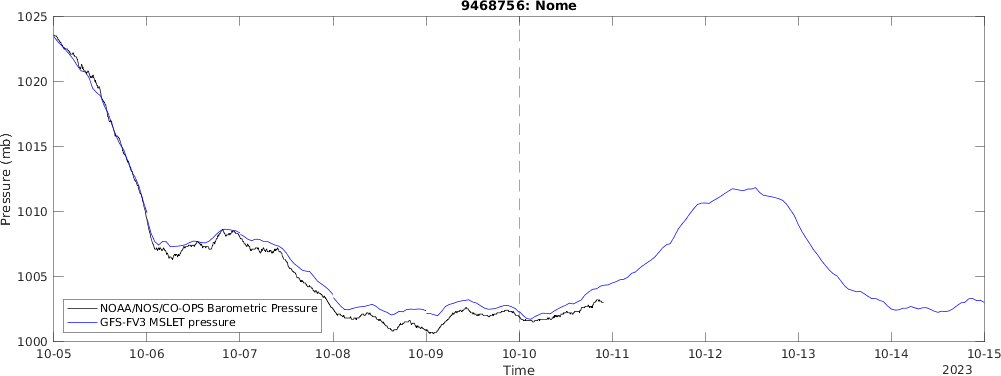 9468756: Nome
1025
1020
1015
1010
1005
1000
Pressure (mb)
NOAA/NOS/CO-OPS Barometric Pressure
GFS-FV3 MSLET pressure
10-05 10-06 10-07 10-08 10-09 10-10 10-11 10-12 10-13 10-14 10-15
Time
2023